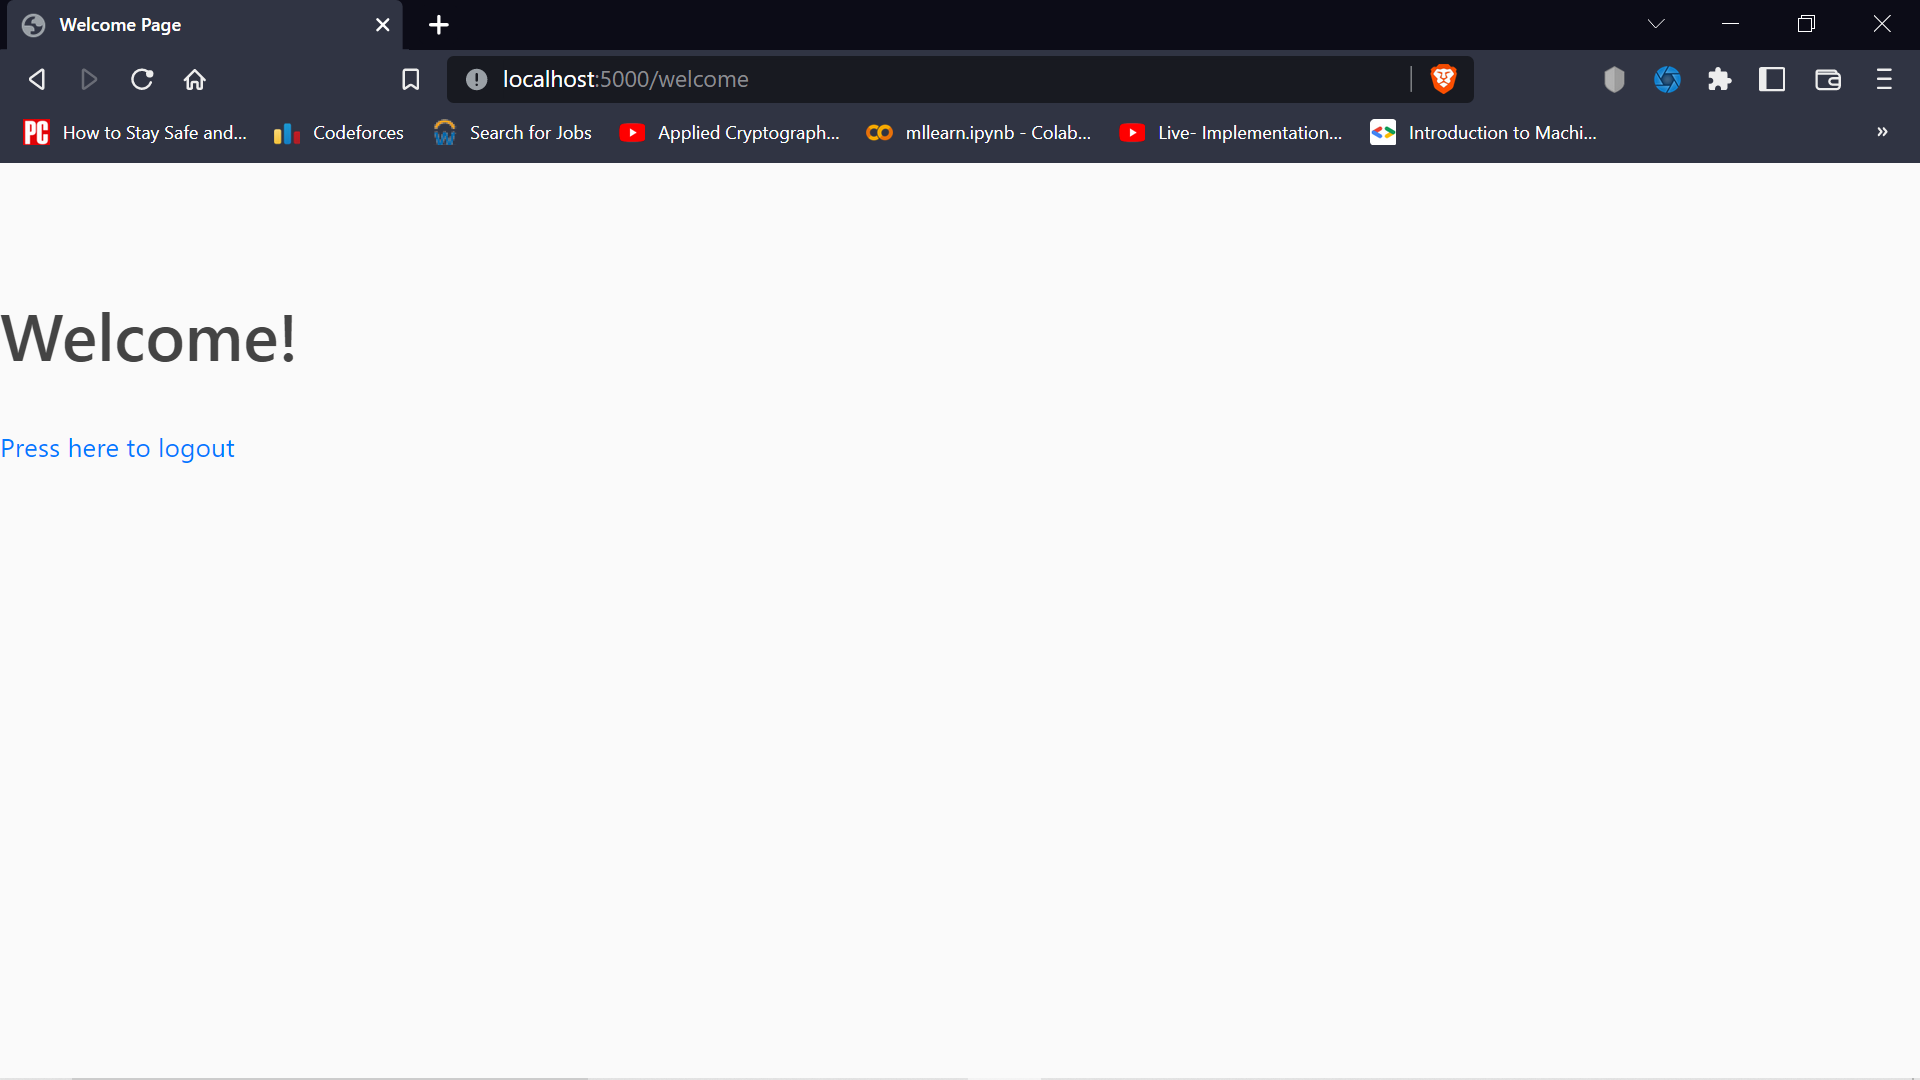 Welcome Page
localhost:5000/welcome
PC How to Stay Safe and... Codeforces Search for Jobs Applied Cryptograph... mllearn.ipynb - Colab... Live- Implementation... Introduction to Machi... »
Welcome!
Press here to logout